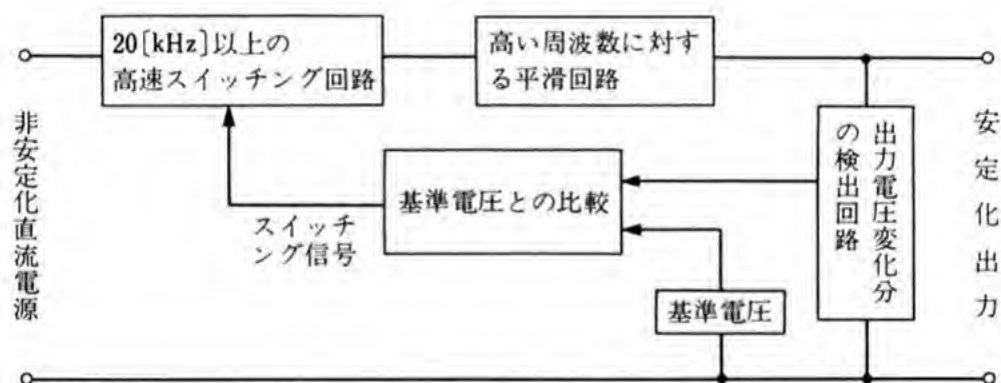 20[kHz]以上の
高速スイッチング回路
高い周波数に対す
る平滑回路
非安定化直流電源
基準電圧との比較
スイッチ
ング信号
基準電圧
出力電圧変化分
の検出回路
安定化出力